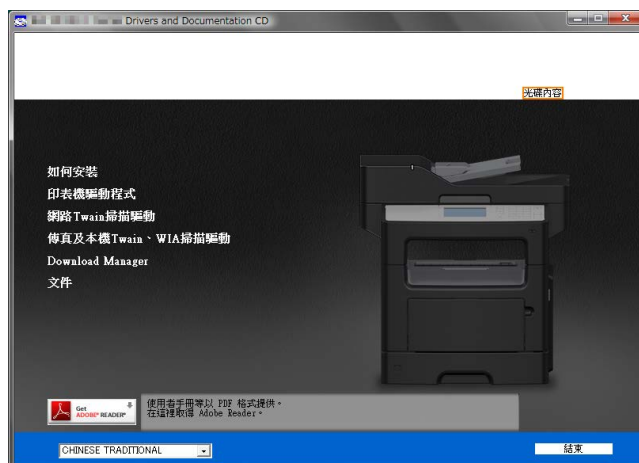 Drivers and Documentation CD
光碟內容
如何安裝
印表機驅動程式
網路Twain掃描驅動
傳真及本機Twain、WIA掃描驅動
Download Manager
文件
Get
ADOBE® READER®
使用者手冊等以 PDF 格式提供。
在這裡取得 Adobe Reader。
CHINESE TRADITIONAL
結束